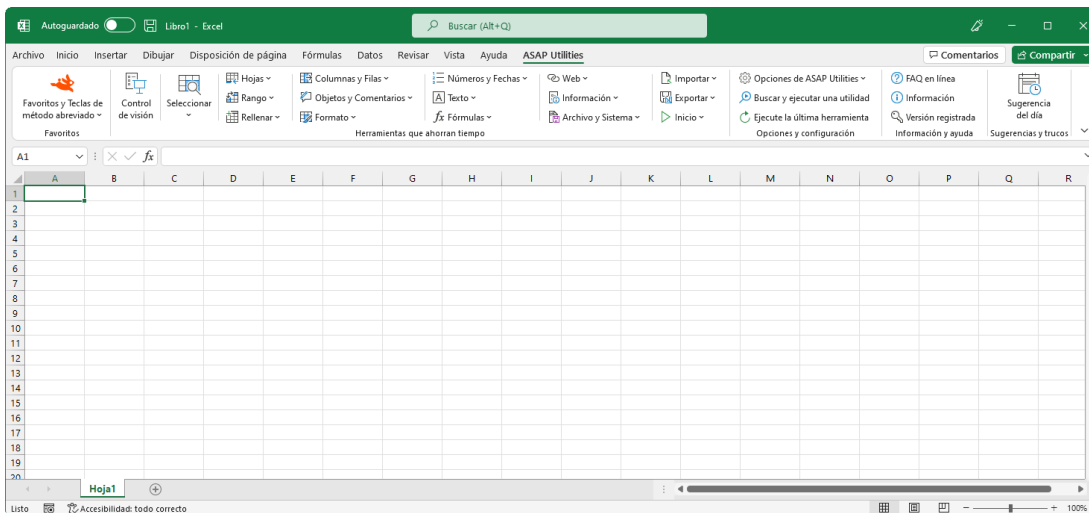 Autoguardado Libro1 - Excel Buscar (Alt+Q)
Archivo Inicio Insertar Dibujar Disposición de página Fórmulas Datos Revisar Vista Ayuda ASAP Utilities Comentarios Compartir
Favoritos y Teclas de método abreviado
Favoritos
Control de visión
Seleccionar
Hojas
Rango
Rellenar
Columnas y Filas
Objetos y Comentarios
Formato
Números y Fechas
Texto
Fórmulas
Web
Información
Archivo y Sistema
Importar
Exportar
Inicio
Herramientas que ahorran tiempo
Opciones de ASAP Utilities
Buscar y ejecutar una utilidad
Ejecute la última herramienta
Opciones y configuración
FAQ en línea
Información
Versión registrada
Información y ayuda
Sugerencia del día
Sugerencias y trucos
A1 fx
A B C D E F G H I J K L M N O P Q R
1
2
3
4
5
6
7
8
9
10
11
12
13
14
15
16
17
18
19
20
Hoja1
Listo Accesibilidad: todo correcto 100%